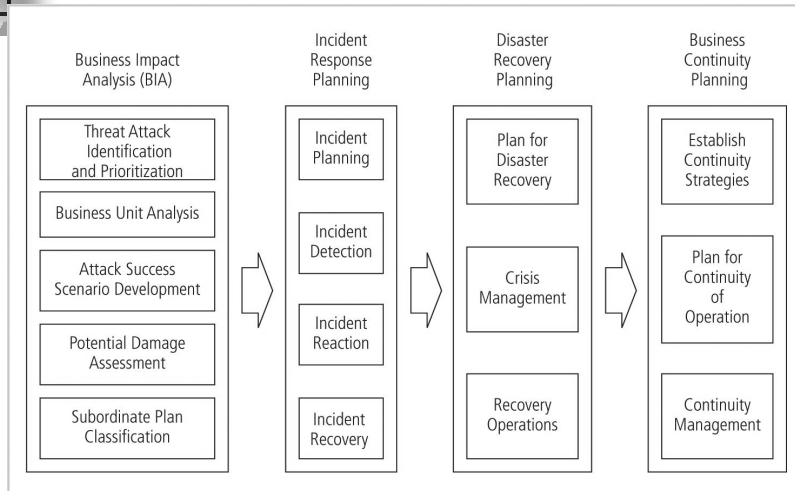 Business Impact
Analysis (BIA)
Threat Attack
Identification
and Prioritization
Business Unit Analysis
Attack Success
Scenario Development
Potential Damage
Assessment
Subordinate Plan
Classification
Incident
Response
Planning
Incident
Planning
Incident
Detection
Incident
Reaction
Incident
Recovery
Disaster
Recovery
Planning
Plan for
Disaster
Recovery
Crisis
Management
Recovery
Operations
Business
Continuity
Planning
Establish
Continuity
Strategies
Plan for
Continuity
of
Operation
Continuity
Management